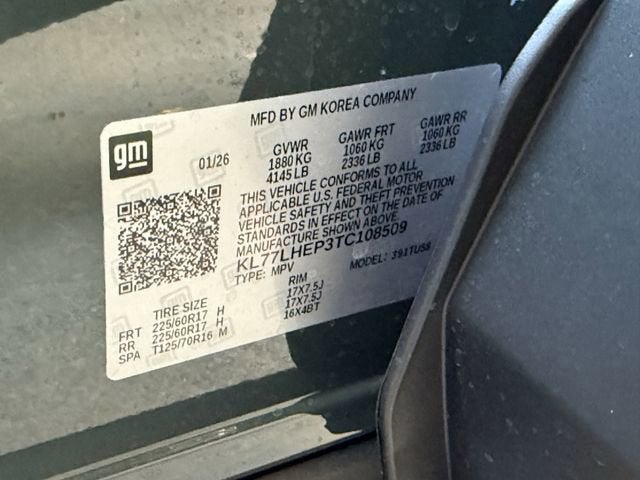 MFD BY GM KOREA COMPANY
gm
01/26
GVWR GAWR FRT GAWR RR
1880 KG 1060 KG 1060 KG
4145 LB 2336 LB 2336 LB
THIS VEHICLE CONFORMS TO ALL
APPLICABLE U.S. FEDERAL MOTOR
VEHICLE SAFETY AND THEFT PREVENTION
STANDARDS IN EFFECT ON THE DATE OF
MANUFACTURE SHOWN ABOVE.
KL77LHEP3TC108509
TYPE: MPV MODEL: 391TU58
TIRE SIZE RIM
FRT 225/60R17 H 17X7.5J
RR 225/60R17 H 17X7.5J
SPA T125/70R16 M 16X4BT